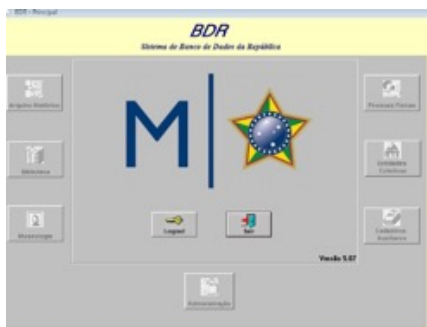 BDR - Principal
BDR
Sistema de Banco de Dados da República
Arquivo Histórico
Pessoas Físicas
M
Biblioteca
Entidades
Coletivas
Museologia
Logout
Sair
Cadastros
Auxiliares
Versão 5.07
Administração